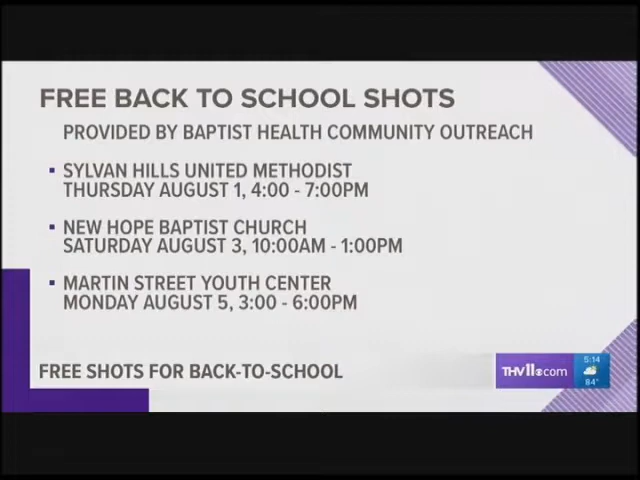 FREE BACK TO SCHOOL SHOTS
PROVIDED BY BAPTIST HEALTH COMMUNITY OUTREACH
SYLVAN HILLS UNITED METHODIST
THURSDAY AUGUST 1, 4:00 - 7:00PM
NEW HOPE BAPTIST CHURCH
SATURDAY AUGUST 3, 10:00AM - 1:00PM
MARTIN STREET YOUTH CENTER
MONDAY AUGUST 5, 3:00 - 6:00PM
FREE SHOTS FOR BACK-TO-SCHOOL
THV11.com
5:14
84°